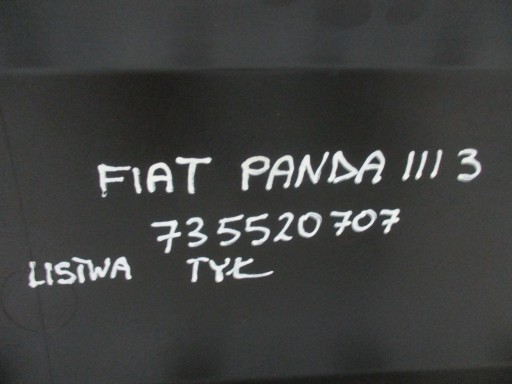 FIAT PANDA III 3
735520707
LISTWA TYŁ